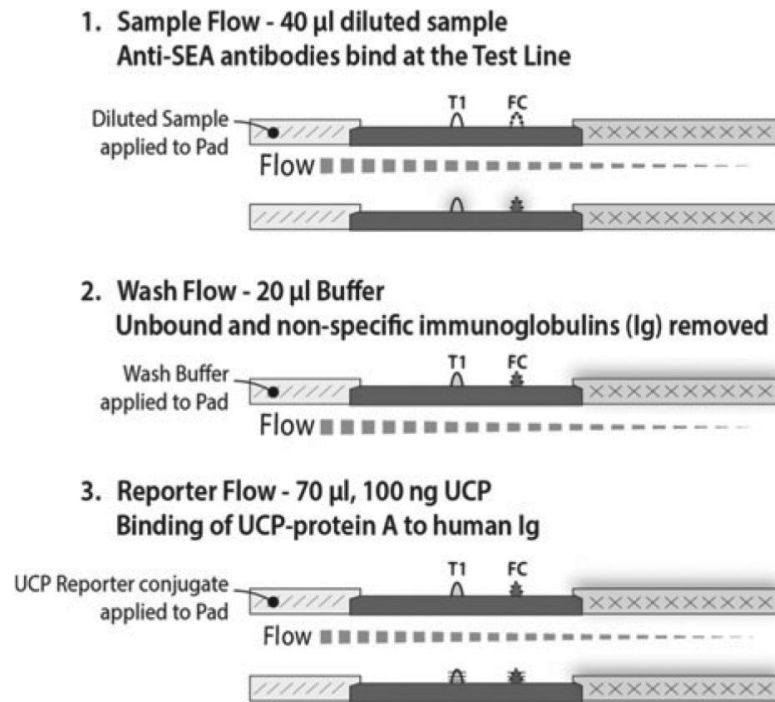 1. Sample Flow - 40 µl diluted sample
Anti-SEA antibodies bind at the Test Line
T1 FC
Diluted Sample
applied to Pad
Flow
2. Wash Flow - 20 µl Buffer
Unbound and non-specific immunoglobulins (Ig) removed
T1 FC
Wash Buffer
applied to Pad
Flow
3. Reporter Flow - 70 µl, 100 ng UCP
Binding of UCP-protein A to human Ig
T1 FC
UCP Reporter conjugate
applied to Pad
Flow